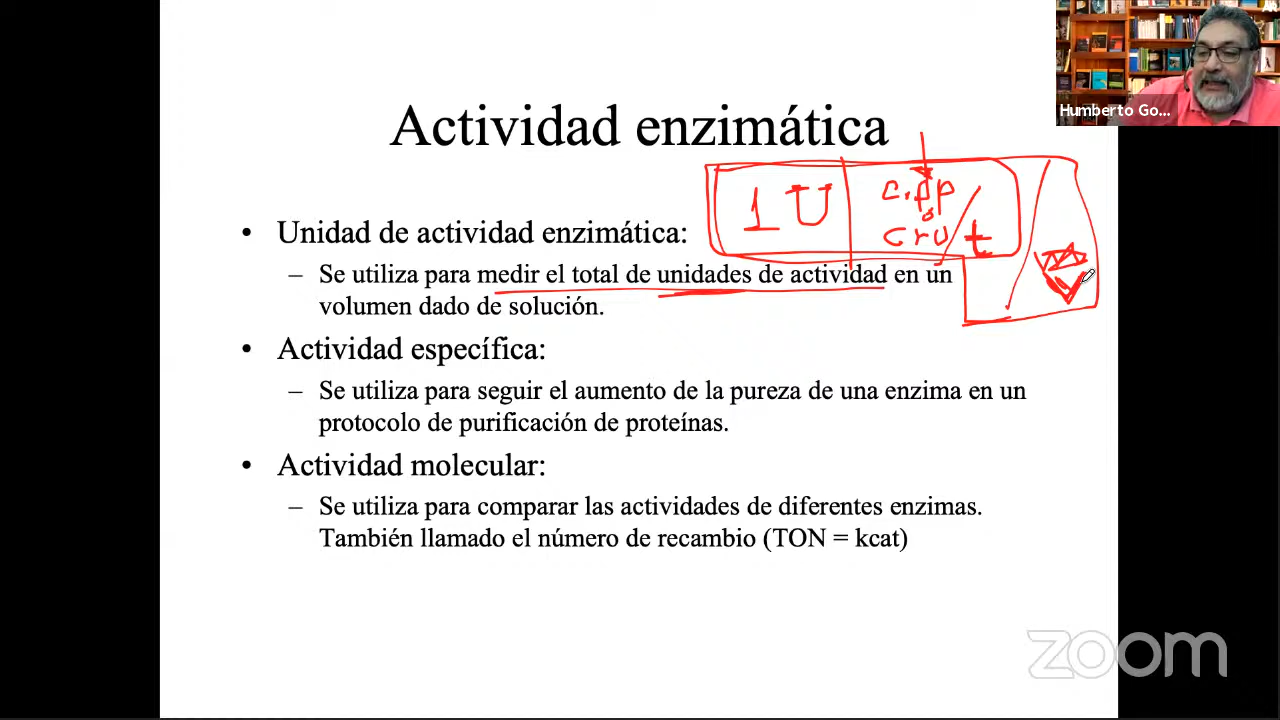 Humberto Go...
Actividad enzimática
1 U
c.pp
o
cru/t
• Unidad de actividad enzimática:
– Se utiliza para medir el total de unidades de actividad en un
volumen dado de solución.
• Actividad específica:
– Se utiliza para seguir el aumento de la pureza de una enzima en un
protocolo de purificación de proteínas.
• Actividad molecular:
– Se utiliza para comparar las actividades de diferentes enzimas.
También llamado el número de recambio (TON = kcat)
zoom